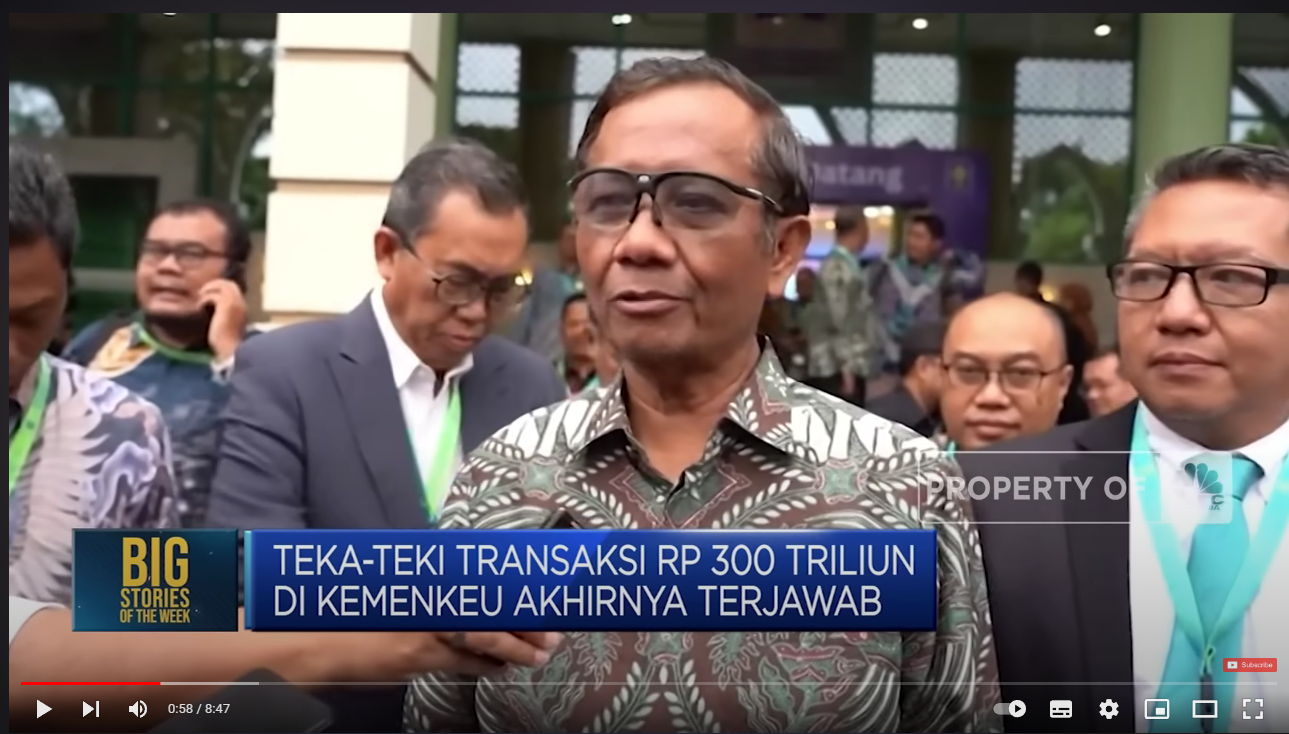 Datang
PROPERTY OF
BIG
STORIES
OF THE WEEK
TEKA-TEKI TRANSAKSI RP 300 TRILIUN
DI KEMENKEU AKHIRNYA TERJAWAB
Subscribe
0:58 / 8:47